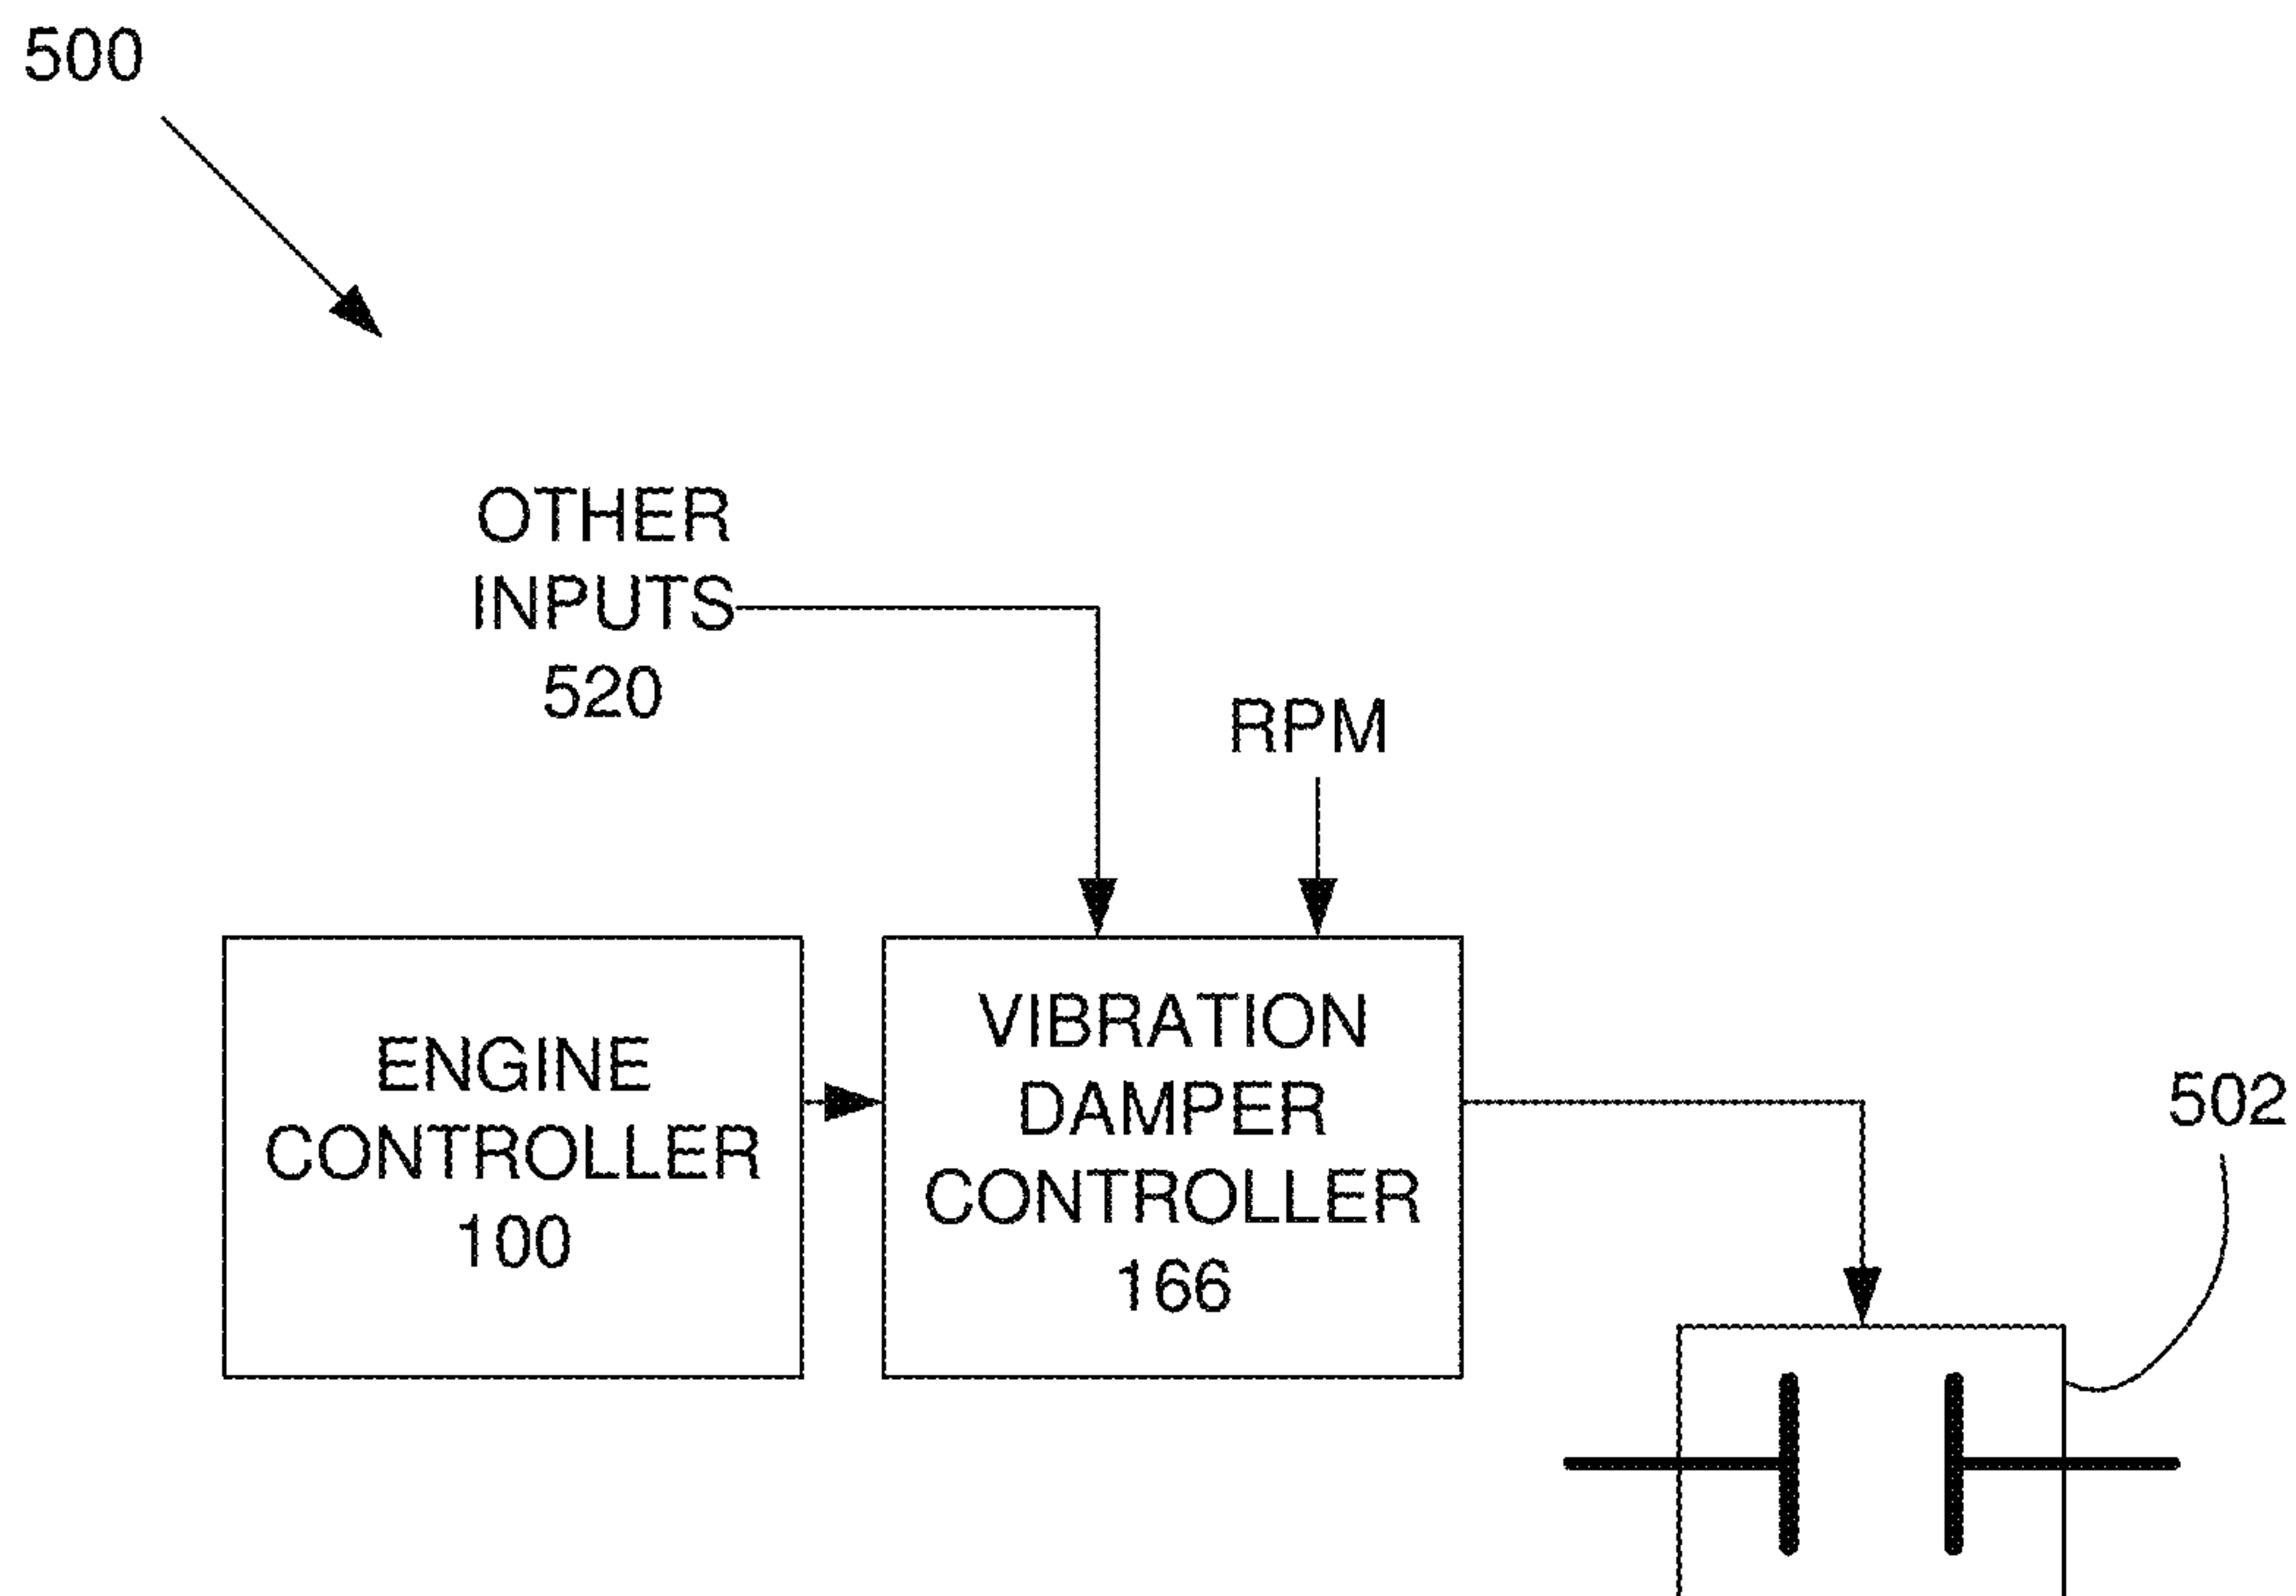 500
OTHER
INPUTS
520
RPM
ENGINE
CONTROLLER
100
VIBRATION
DAMPER
CONTROLLER
166
502